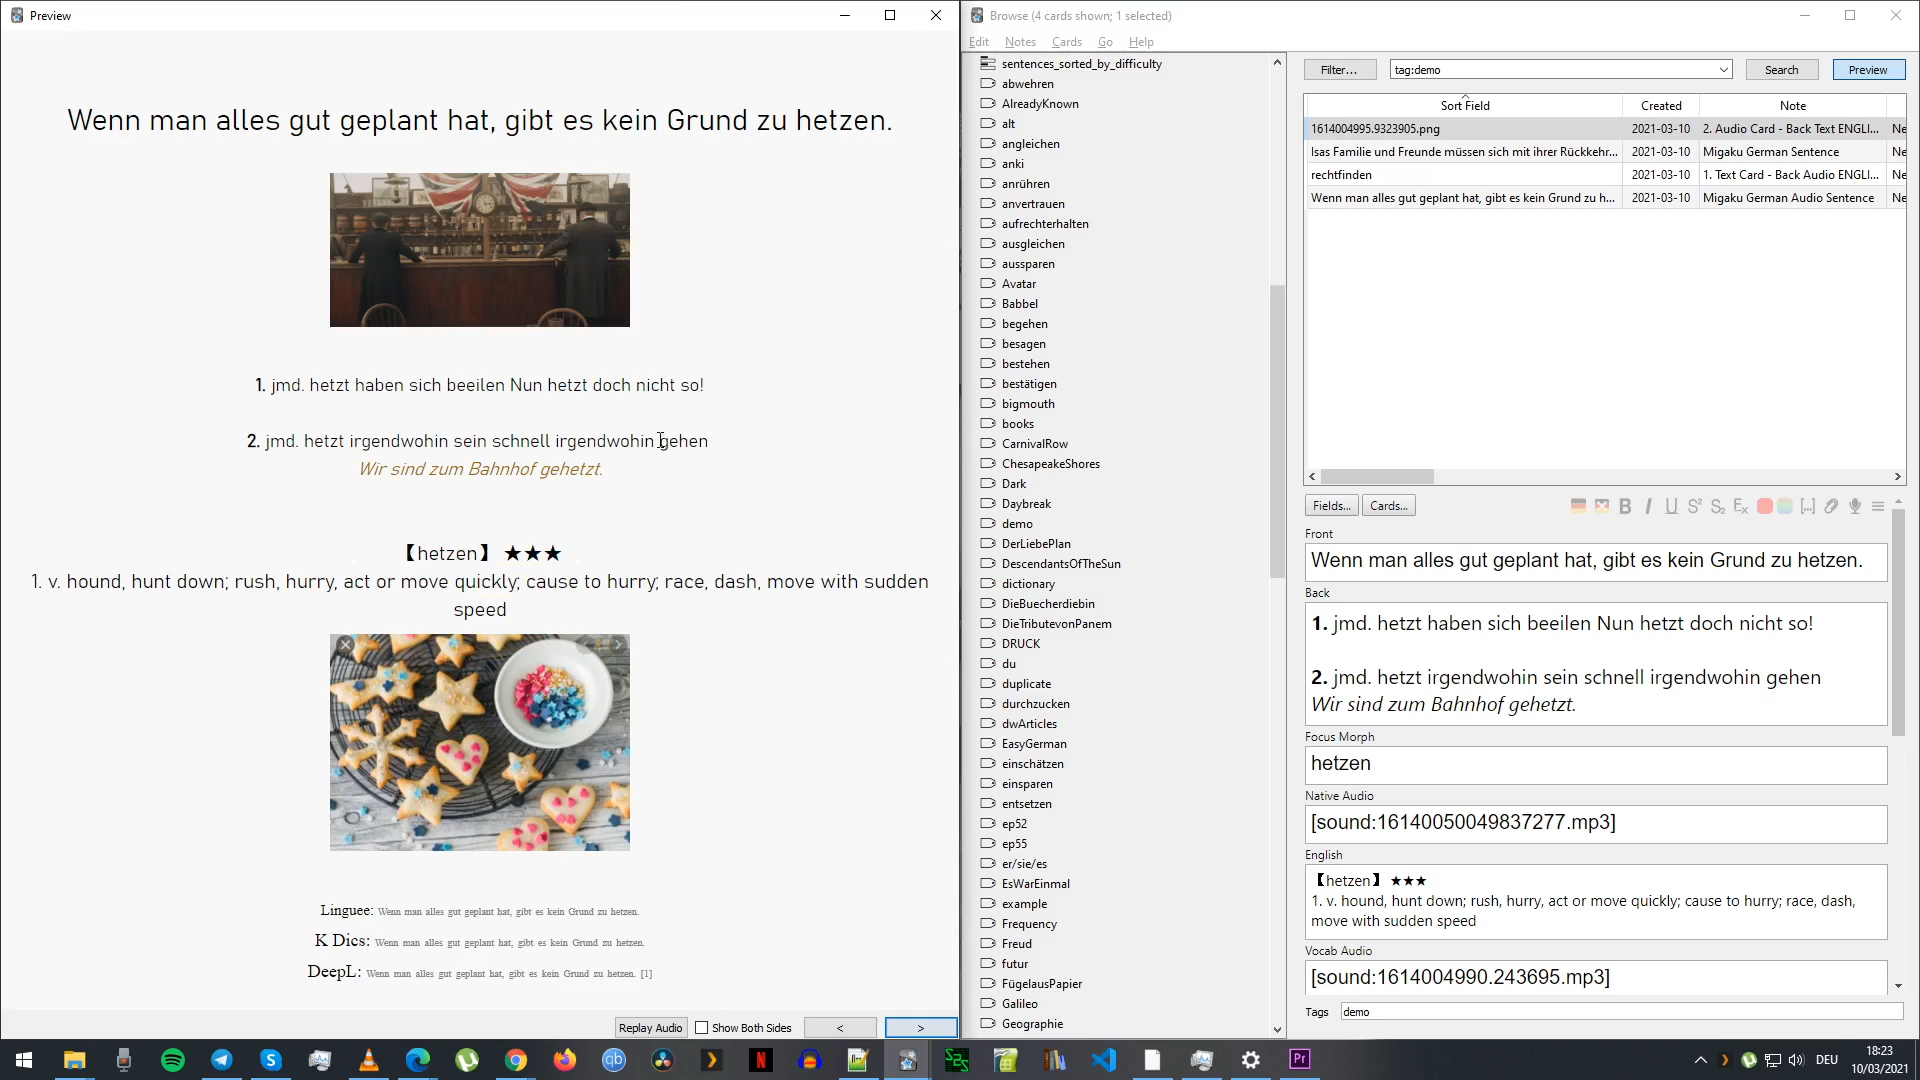 Preview
Wenn man alles gut geplant hat, gibt es kein Grund zu hetzen.
1. jmd. hetzt haben sich beeilen Nun hetzt doch nicht so!
2. jmd. hetzt irgendwohin sein schnell irgendwohin gehen
Wir sind zum Bahnhof gehetzt.
【hetzen】 ★★★
1. v. hound, hunt down; rush, hurry, act or move quickly; cause to hurry; race, dash, move with sudden
speed
Linguee: Wenn man alles gut geplant hat, gibt es kein Grund zu hetzen.
K Dics: Wenn man alles gut geplant hat, gibt es kein Grund zu hetzen.
DeepL: Wenn man alles gut geplant hat, gibt es kein Grund zu hetzen. [1]
Replay Audio Show Both Sides < >
Browse (4 cards shown; 1 selected)
Edit Notes Cards Go Help
sentences_sorted_by_difficulty
abwehren
AlreadyKnown
alt
angleichen
anki
anrühren
anvertrauen
aufrechterhalten
ausgleichen
aussparen
Avatar
Babbel
begehen
besagen
bestehen
bestätigen
bigmouth
books
CarnivalRow
ChesapeakeShores
Dark
Daybreak
demo
DerLiebePlan
DescendantsOfTheSun
dictionary
DieBuecherdiebin
DieTributevonPanem
DRUCK
du
duplicate
durchzucken
dwArticles
EasyGerman
einschätzen
einsparen
entsetzen
ep52
ep55
er/sie/es
EsWarEinmal
example
Frequency
Freud
futur
FügelausPapier
Galileo
Geographie
Filter... tag:demo Search Preview
Sort Field Created Note
1614004995.9323905.png 2021-03-10 2. Audio Card - Back Text ENGLI... Ne
Isas Familie und Freunde müssen sich mit ihrer Rückkehr... 2021-03-10 Migaku German Sentence Ne
rechtfinden 2021-03-10 1. Text Card - Back Audio ENGLI... Ne
Wenn man alles gut geplant hat, gibt es kein Grund zu h... 2021-03-10 Migaku German Audio Sentence Ne
Fields... Cards... B I U S² S₂ Ex [...]
Front
Wenn man alles gut geplant hat, gibt es kein Grund zu hetzen.
Back
1. jmd. hetzt haben sich beeilen Nun hetzt doch nicht so!
2. jmd. hetzt irgendwohin sein schnell irgendwohin gehen
Wir sind zum Bahnhof gehetzt.
Focus Morph
hetzen
Native Audio
[sound:16140050049837277.mp3]
English
【hetzen】 ★★★
1. v. hound, hunt down; rush, hurry, act or move quickly; cause to hurry; race, dash,
move with sudden speed
Vocab Audio
[sound:1614004990.243695.mp3]
Tags demo
DEU
18:23
10/03/2021